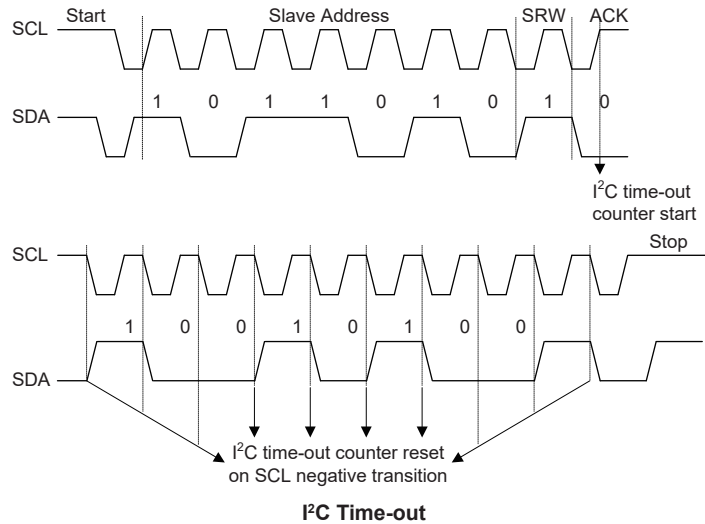 Start Slave Address SRW ACK
SCL
1 0 1 1 0 1 0 1 0
SDA
I²C time-out
counter start
Stop
SCL
1 0 0 1 0 1 0 0
SDA
I²C time-out counter reset
on SCL negative transition
I²C Time-out